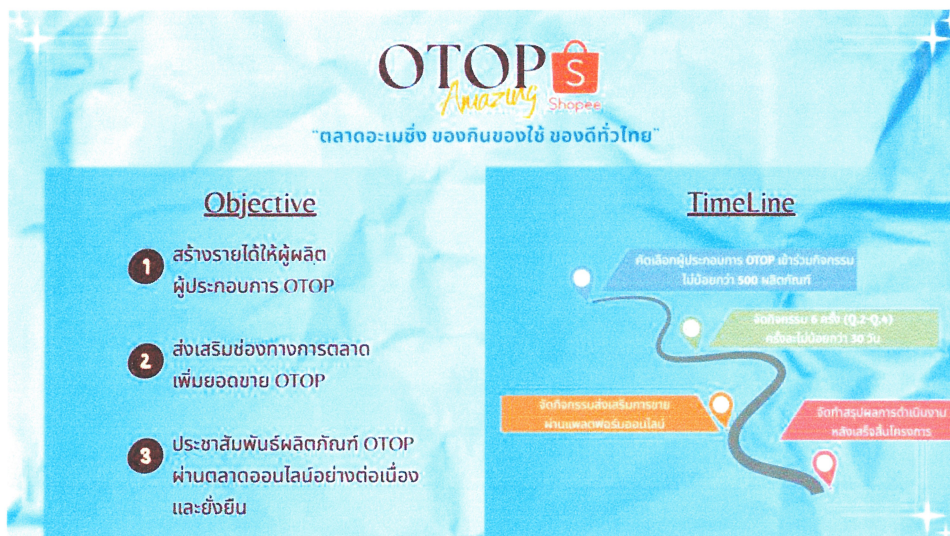 OTOP
Amazing
S
Shopee
"ตลาดอะเมซิ่ง ของกินของใช้ ของดีทั่วไทย"
Objective
1
สร้างรายได้ให้ผู้ผลิต
ผู้ประกอบการ OTOP
2
ส่งเสริมช่องทางการตลาด
เพิ่มยอดขาย OTOP
3
ประชาสัมพันธ์ผลิตภัณฑ์ OTOP
ผ่านตลาดออนไลน์อย่างต่อเนื่อง
และยั่งยืน
TimeLine
คัดเลือกผู้ประกอบการ OTOP เข้าร่วมกิจกรรม
ไม่น้อยกว่า 500 ผลิตภัณฑ์
จัดกิจกรรม 6 ครั้ง (Q.2-Q.4)
ครั้งละไม่น้อยกว่า 30 วัน
จัดกิจกรรมส่งเสริมการขาย
ผ่านแพลตฟอร์มออนไลน์
จัดทำสรุปผลการดำเนินงาน
หลังเสร็จสิ้นโครงการ